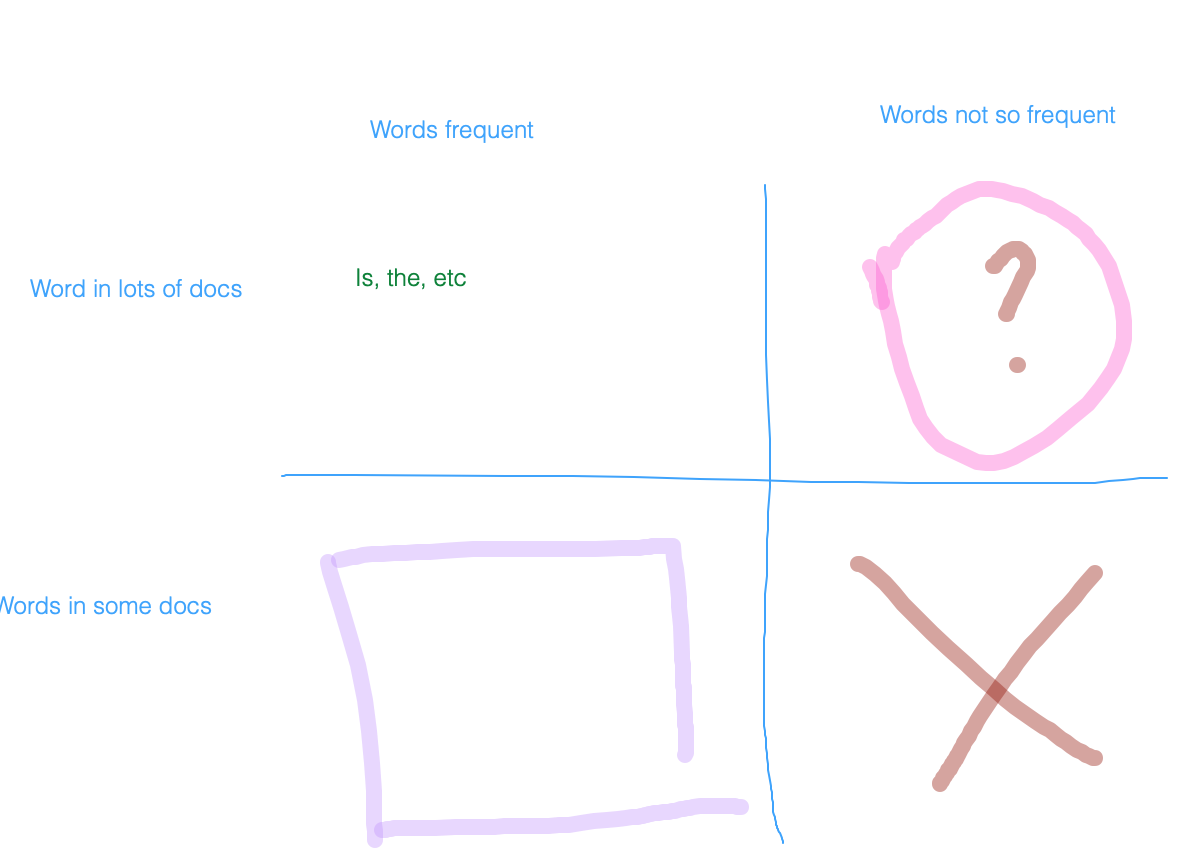 Words frequent
Words not so frequent
Word in lots of docs
Is, the, etc
?
Words in some docs